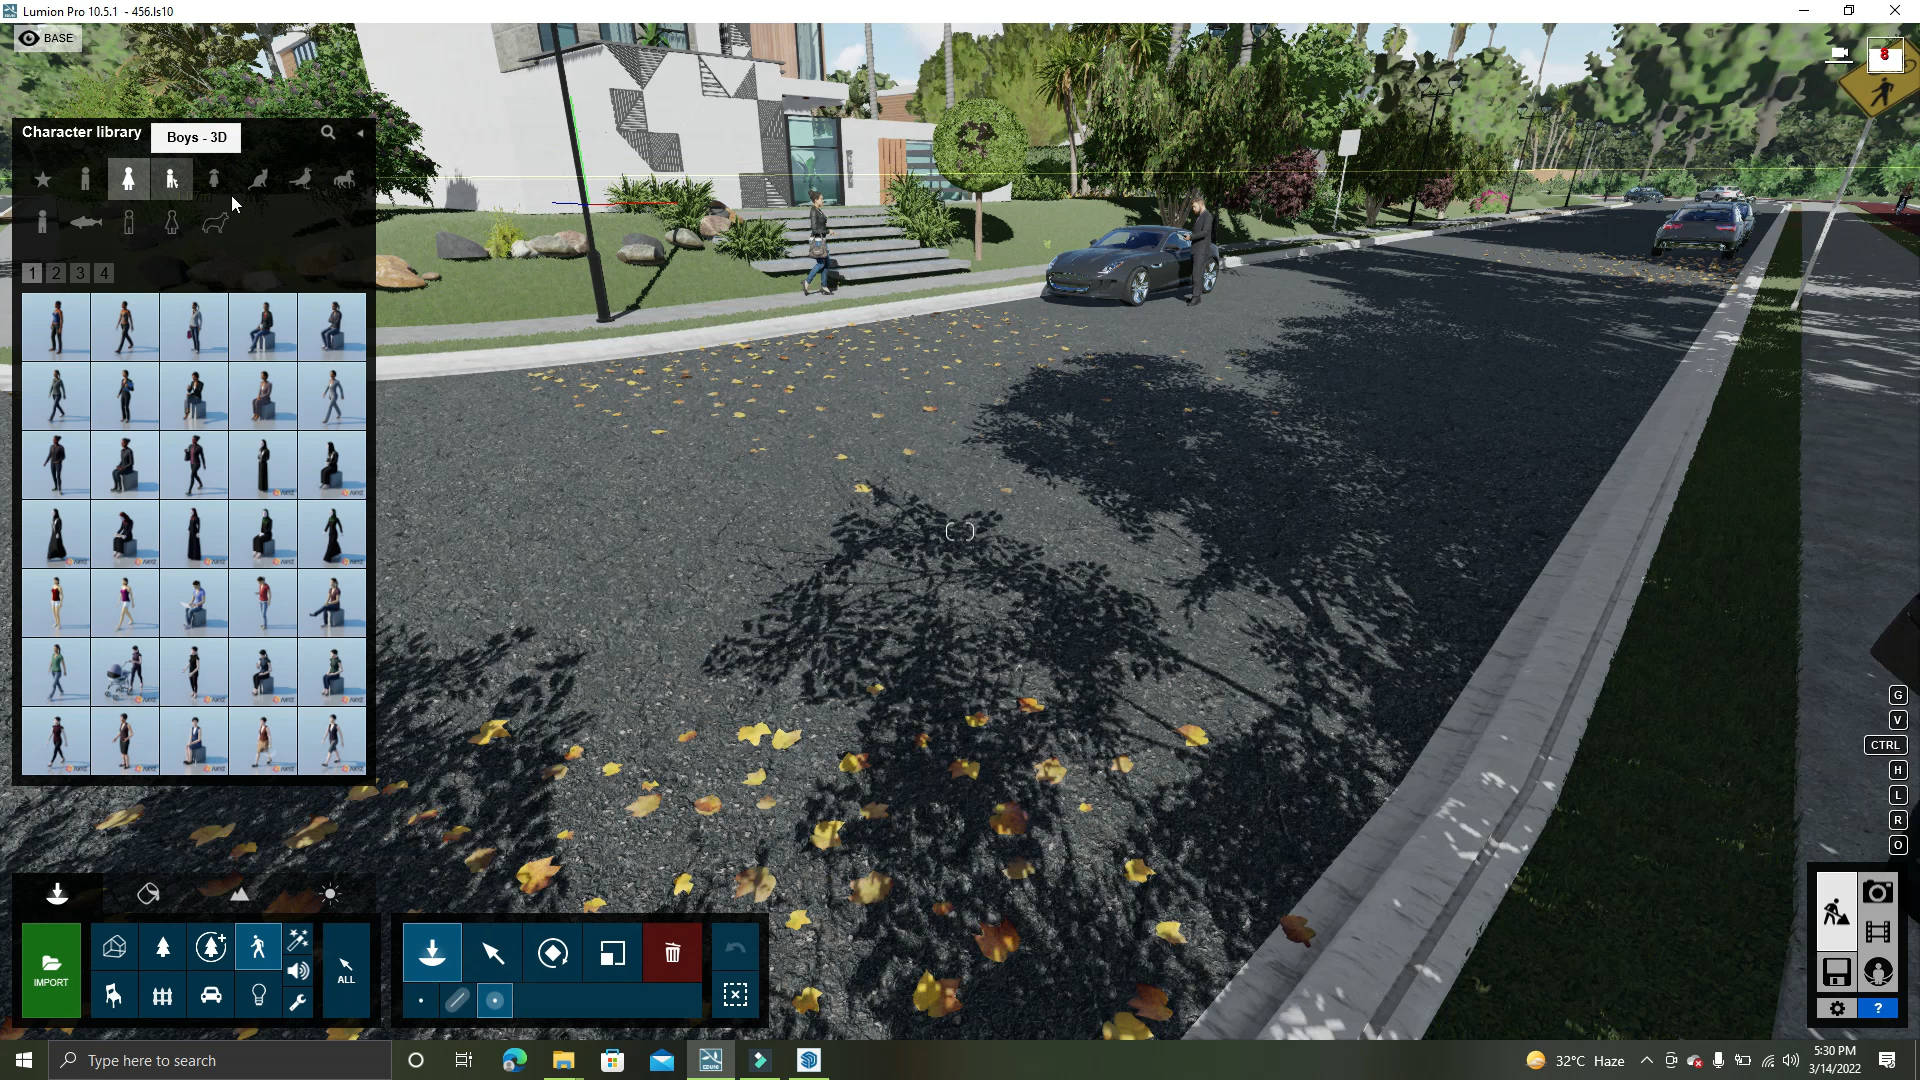 Lumion Pro 10.5.1 - 456.ls10
BASE
8
Character library
Boys - 3D
1 2 3 4
G
V
CTRL
H
L
R
O
IMPORT
ALL
?
Type here to search
32°C Haze
5:30 PM
3/14/2022